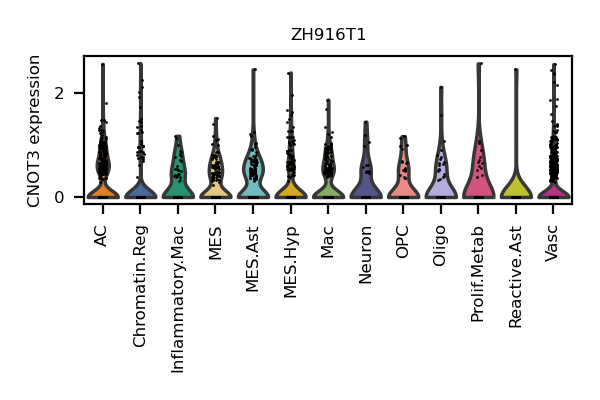 ZH916T1
CNOT3 expression
2
0
AC
Chromatin.Reg
Inflammatory.Mac
MES
MES.Ast
MES.Hyp
Mac
Neuron
OPC
Oligo
Prolif.Metab
Reactive.Ast
Vasc